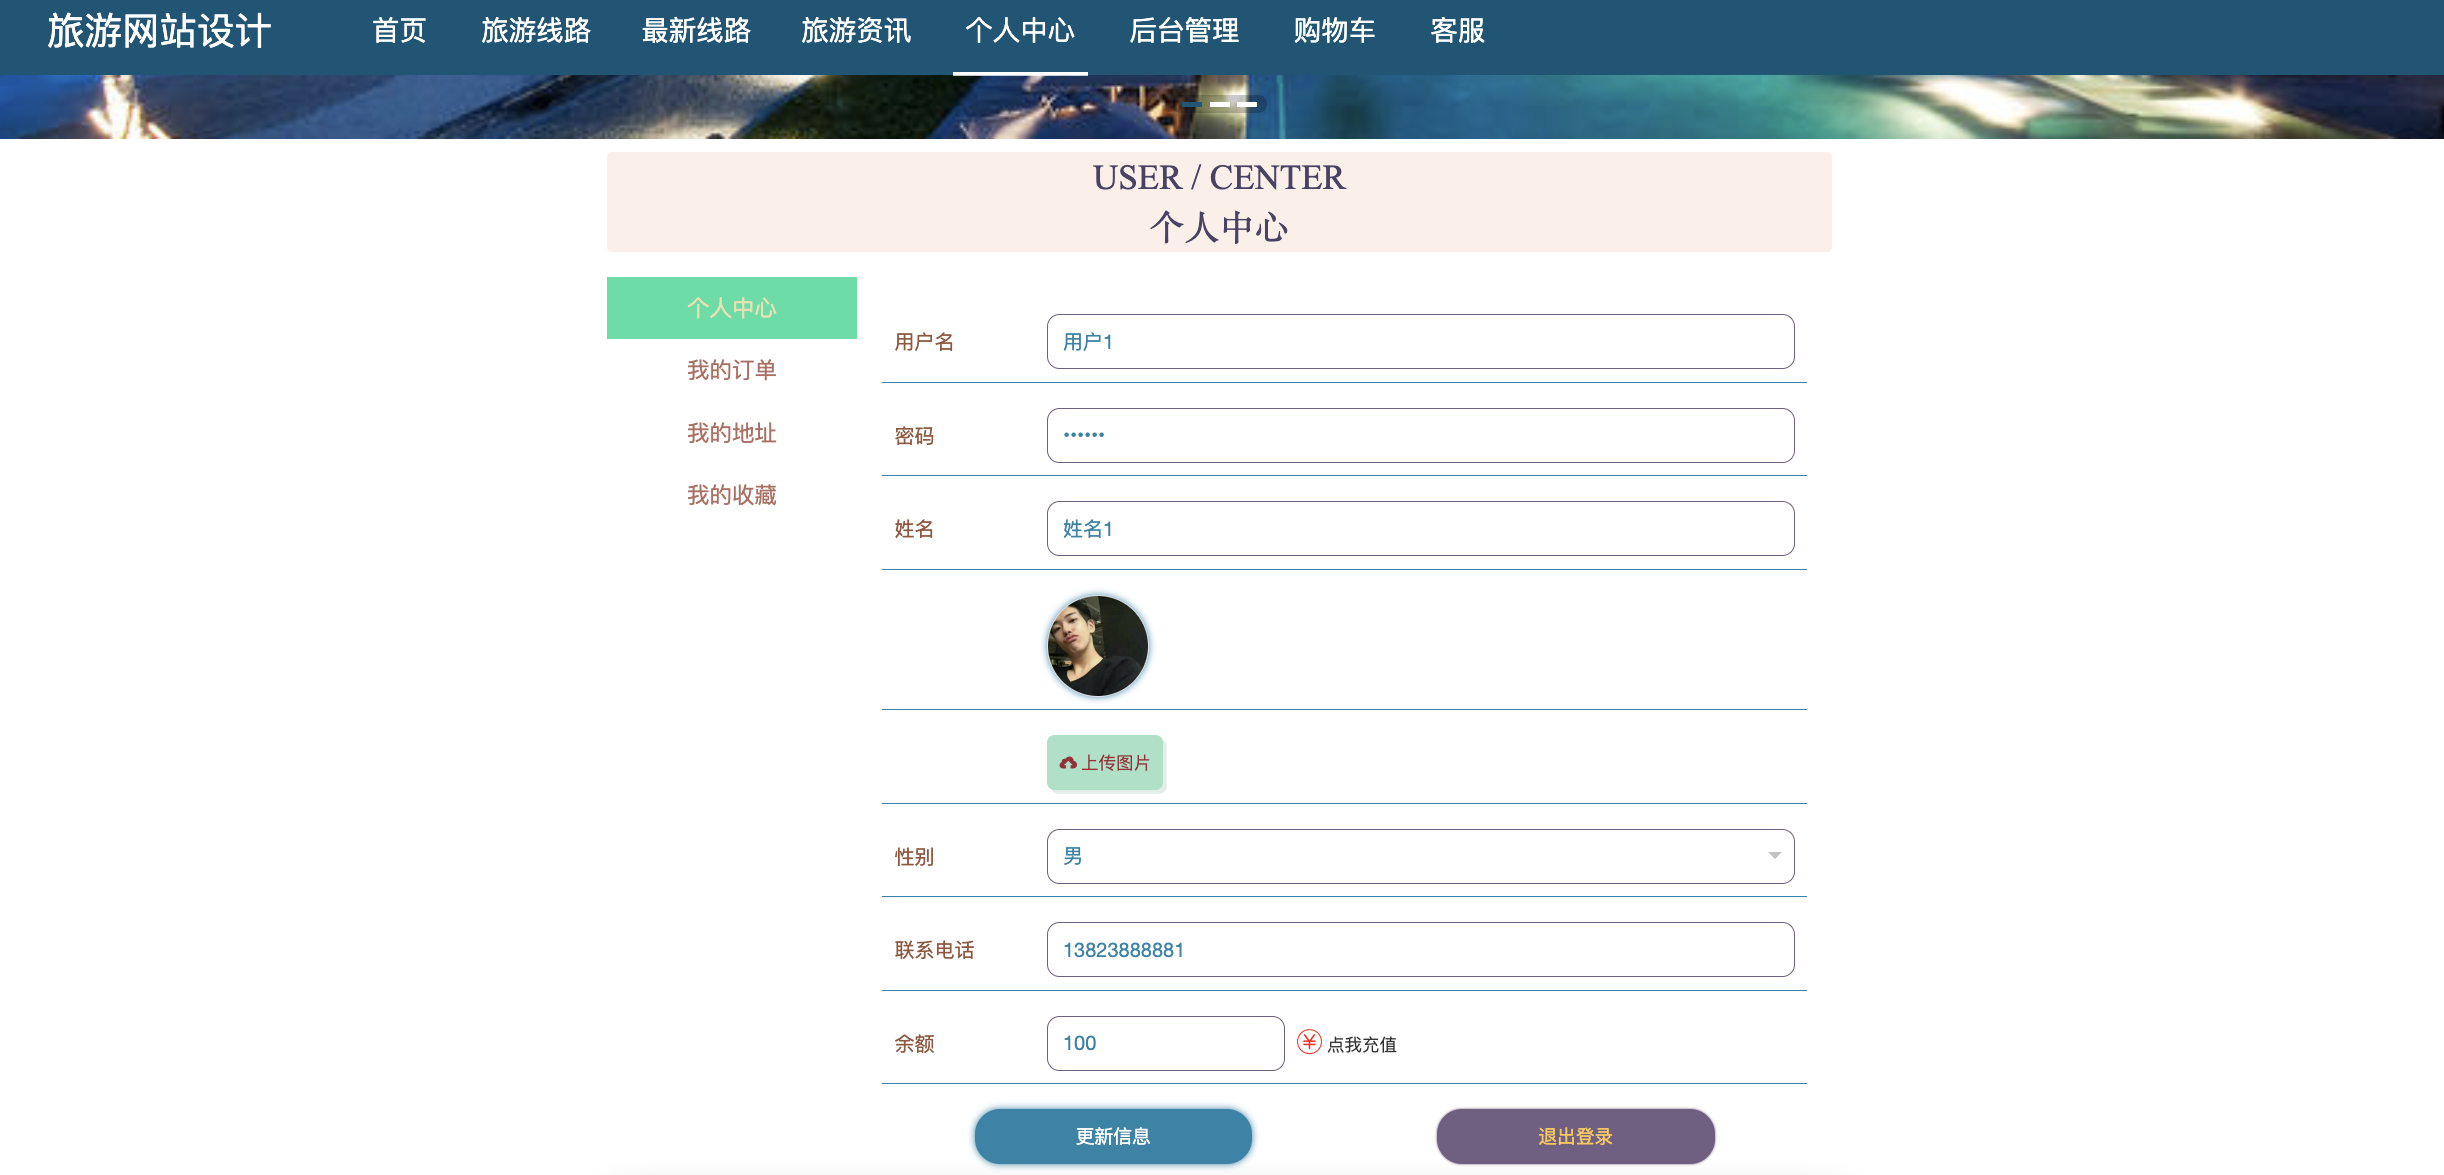 旅游网站设计 首页 旅游线路 最新线路 旅游资讯 个人中心 后台管理 购物车 客服
USER / CENTER
个人中心
个人中心
我的订单
我的地址
我的收藏
用户名 用户1
密码 ••••••
姓名 姓名1
上传图片
性别 男
联系电话 13823888881
余额 100 点我充值
更新信息 退出登录